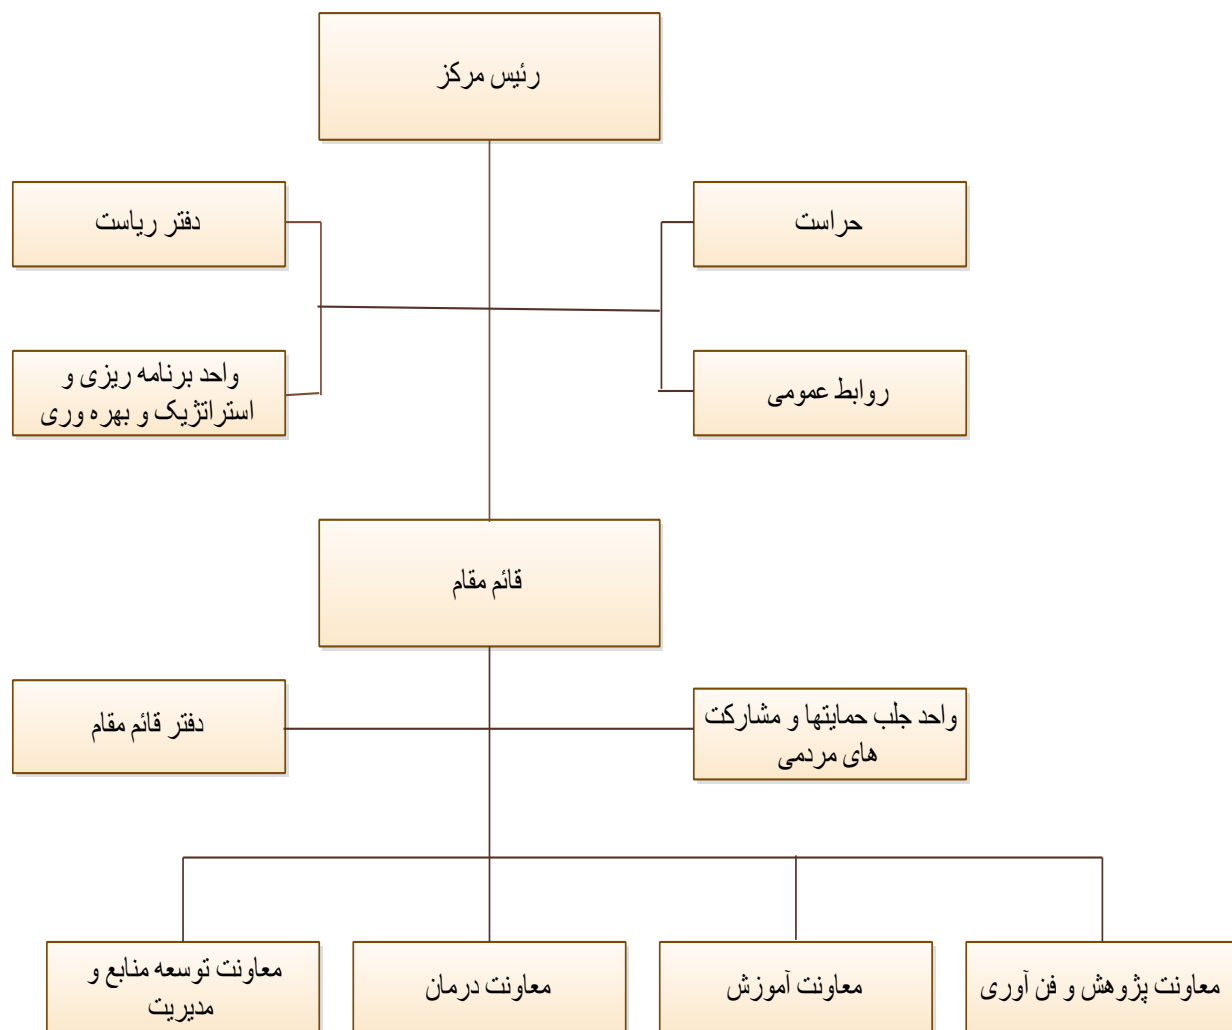 رئیس مرکز
حراست
دفتر ریاست
روابط عمومی
واحد برنامه ریزی و
استراتژیک و بهره وری
قائم مقام
واحد جلب حمایتها و مشارکت
های مردمی
دفتر قائم مقام
معاونت پژوهش و فن آوری
معاونت آموزش
معاونت درمان
معاونت توسعه منابع و
مدیریت